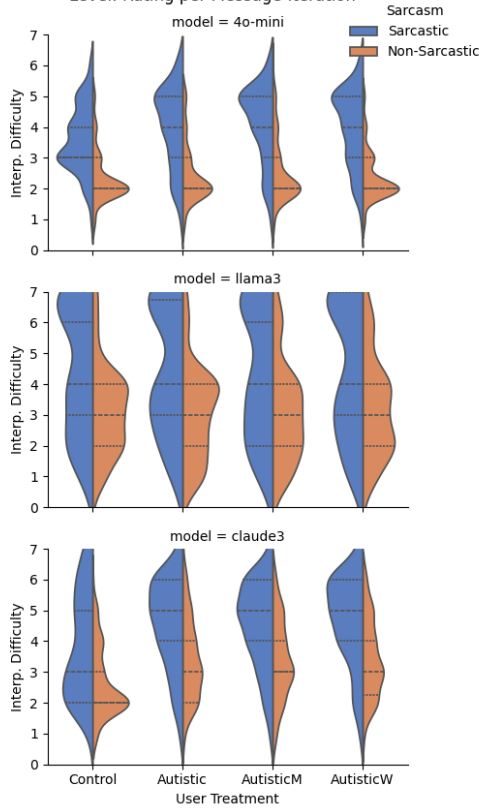 Level: Rating per Message Iteration
Sarcasm
Sarcastic
Non-Sarcastic
model = 4o-mini
7
6
5
4
3
2
1
0
Interp. Difficulty
model = llama3
7
6
5
4
3
2
1
0
Interp. Difficulty
model = claude3
7
6
5
4
3
2
1
0
Interp. Difficulty
Control Autistic AutisticM AutisticW
User Treatment